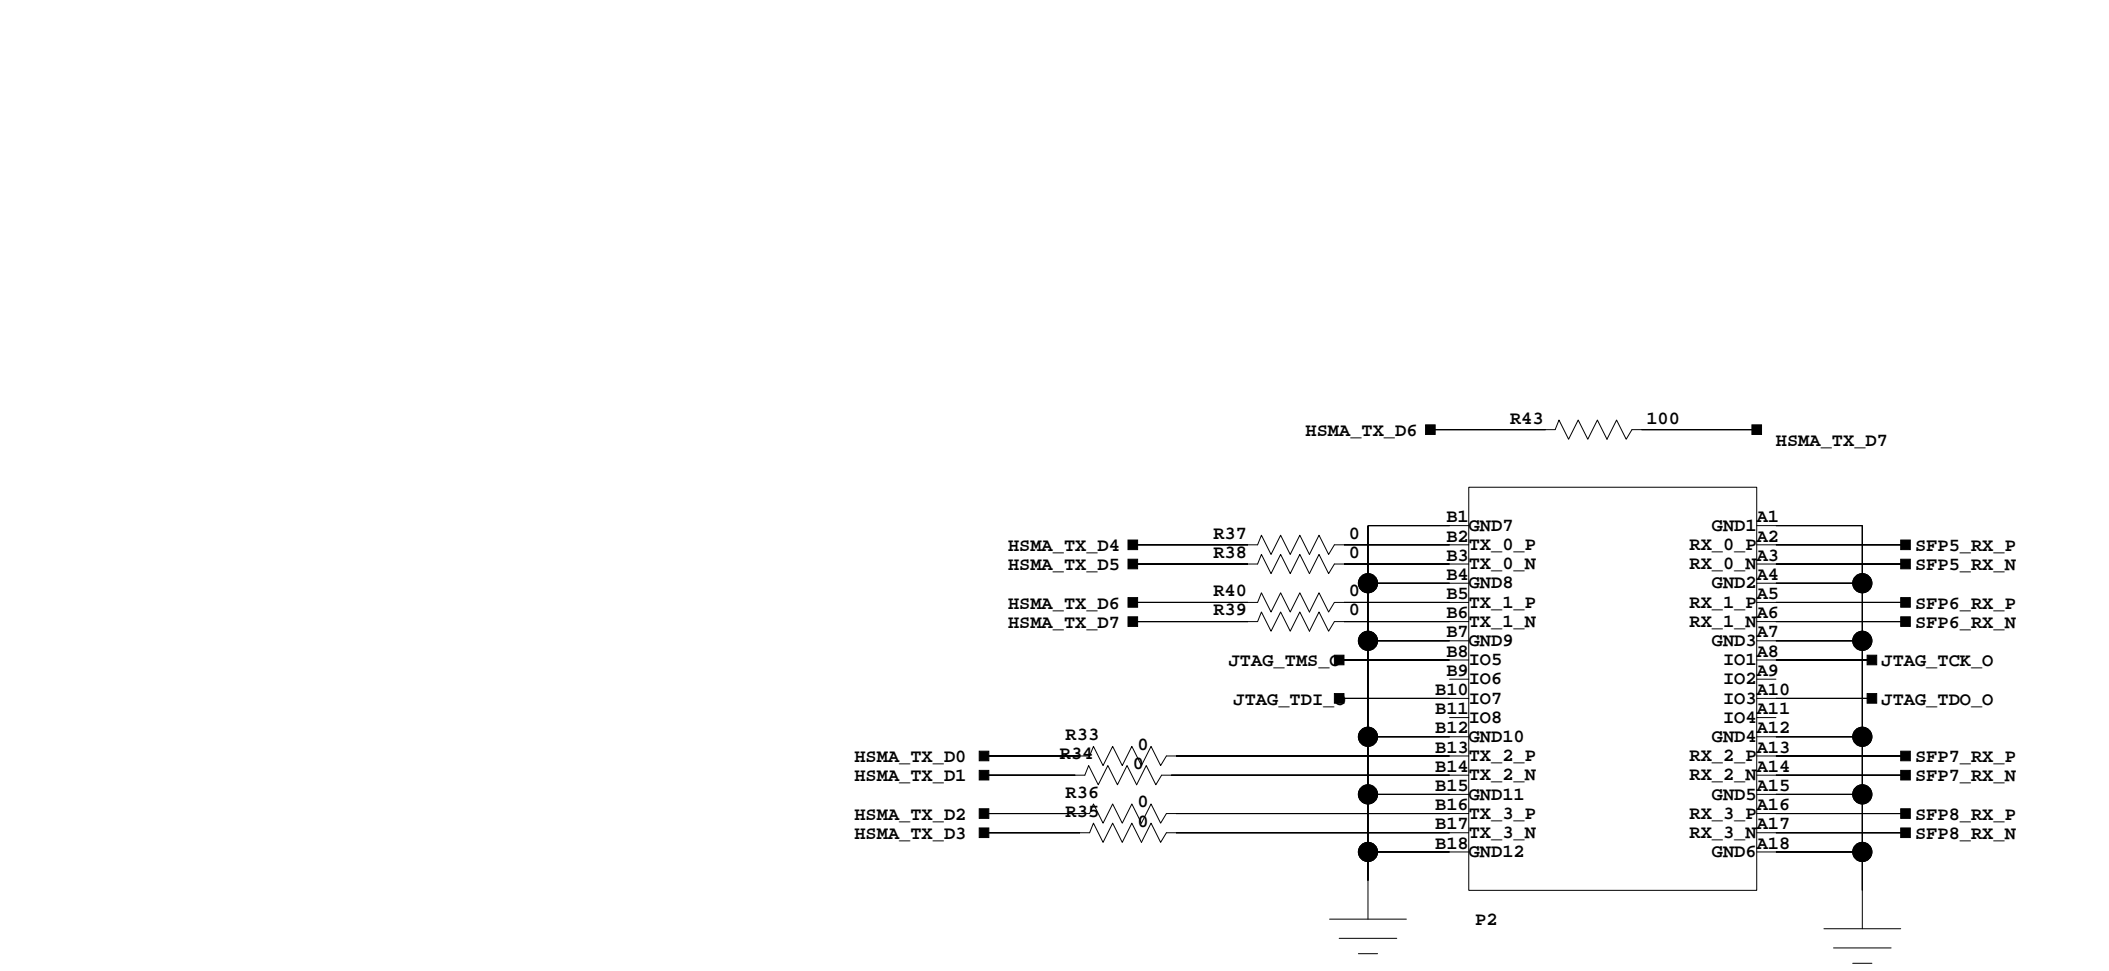 R43 100
HSMA_TX_D6
HSMA_TX_D7
B1 GND7 GND1 A1
HSMA_TX_D4 R37 0 B2 TX_0_P RX_0_P A2 SFP5_RX_P
HSMA_TX_D5 R38 0 B3 TX_0_N RX_0_N A3 SFP5_RX_N
B4 GND8 GND2 A4
HSMA_TX_D6 R40 0 B5 TX_1_P RX_1_P A5 SFP6_RX_P
HSMA_TX_D7 R39 0 B6 TX_1_N RX_1_N A6 SFP6_RX_N
B7 GND9 GND3 A7
JTAG_TMS_O B8 IO5 IO1 A8 JTAG_TCK_O
B9 IO6 IO2 A9
JTAG_TDI_O B10 IO7 IO3 A10 JTAG_TDO_O
B11 IO8 IO4 A11
B12 GND10 GND4 A12
HSMA_TX_D0 R33 0 B13 TX_2_P RX_2_P A13 SFP7_RX_P
HSMA_TX_D1 R34 0 B14 TX_2_N RX_2_N A14 SFP7_RX_N
B15 GND11 GND5 A15
HSMA_TX_D2 R36 0 B16 TX_3_P RX_3_P A16 SFP8_RX_P
HSMA_TX_D3 R35 0 B17 TX_3_N RX_3_N A17 SFP8_RX_N
B18 GND12 GND6 A18
P2